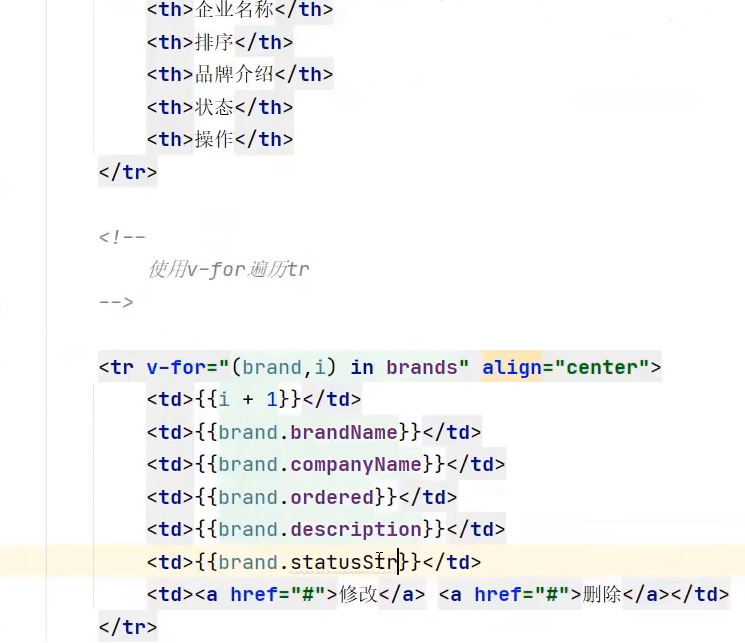 <th>企业名称</th>
<th>排序</th>
<th>品牌介绍</th>
<th>状态</th>
<th>操作</th>
</tr>
<!--
使用v-for遍历tr
-->
<tr v-for="(brand,i) in brands" align="center">
<td>{{i + 1}}</td>
<td>{{brand.brandName}}</td>
<td>{{brand.companyName}}</td>
<td>{{brand.ordered}}</td>
<td>{{brand.description}}</td>
<td>{{brand.statusStr}}</td>
<td><a href="#">修改</a> <a href="#">删除</a></td>
</tr>